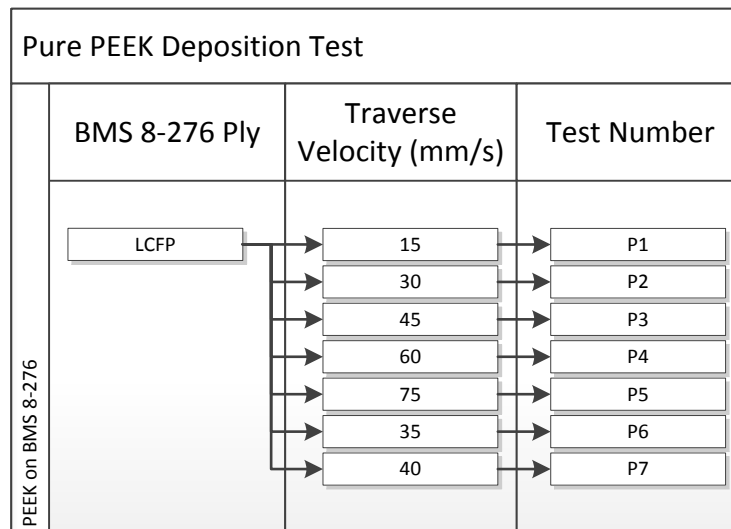 Pure PEEK Deposition Test
PEEK on BMS 8-276
BMS 8-276 Ply
Traverse
Velocity (mm/s)
Test Number
LCFP
15
P1
30
P2
45
P3
60
P4
75
P5
35
P6
40
P7